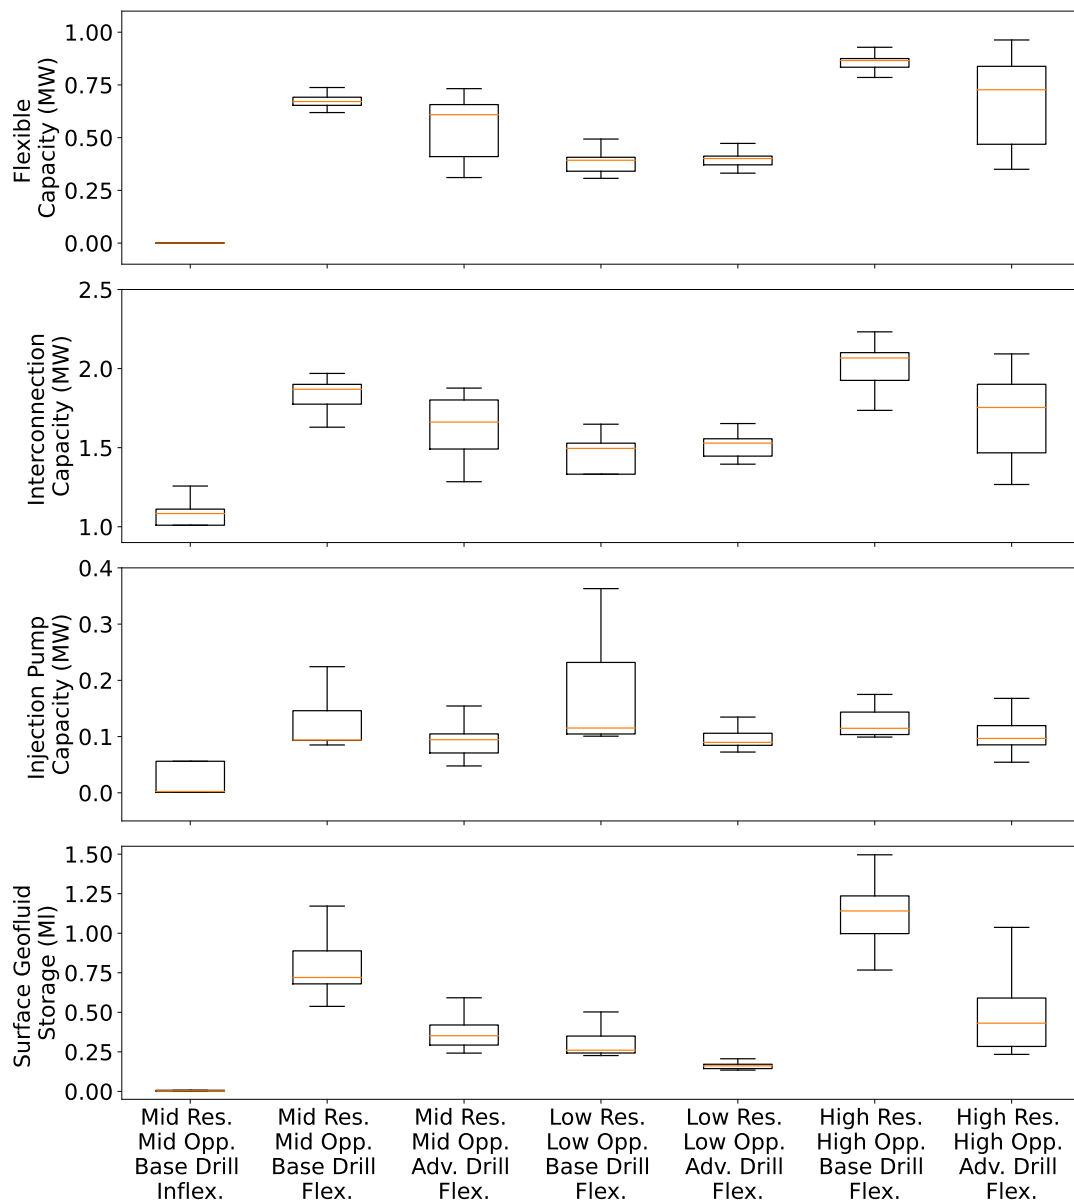 Flexible
Capacity (MW)
1.00
0.75
0.50
0.25
0.00
Interconnection
Capacity (MW)
2.5
2.0
1.5
1.0
Injection Pump
Capacity (MW)
0.4
0.3
0.2
0.1
0.0
Surface Geofluid
Storage (Ml)
1.50
1.25
1.00
0.75
0.50
0.25
0.00
Mid Res.
Mid Opp.
Base Drill
Inflex.
Mid Res.
Mid Opp.
Base Drill
Flex.
Mid Res.
Mid Opp.
Adv. Drill
Flex.
Low Res.
Low Opp.
Base Drill
Flex.
Low Res.
Low Opp.
Adv. Drill
Flex.
High Res.
High Opp.
Base Drill
Flex.
High Res.
High Opp.
Adv. Drill
Flex.